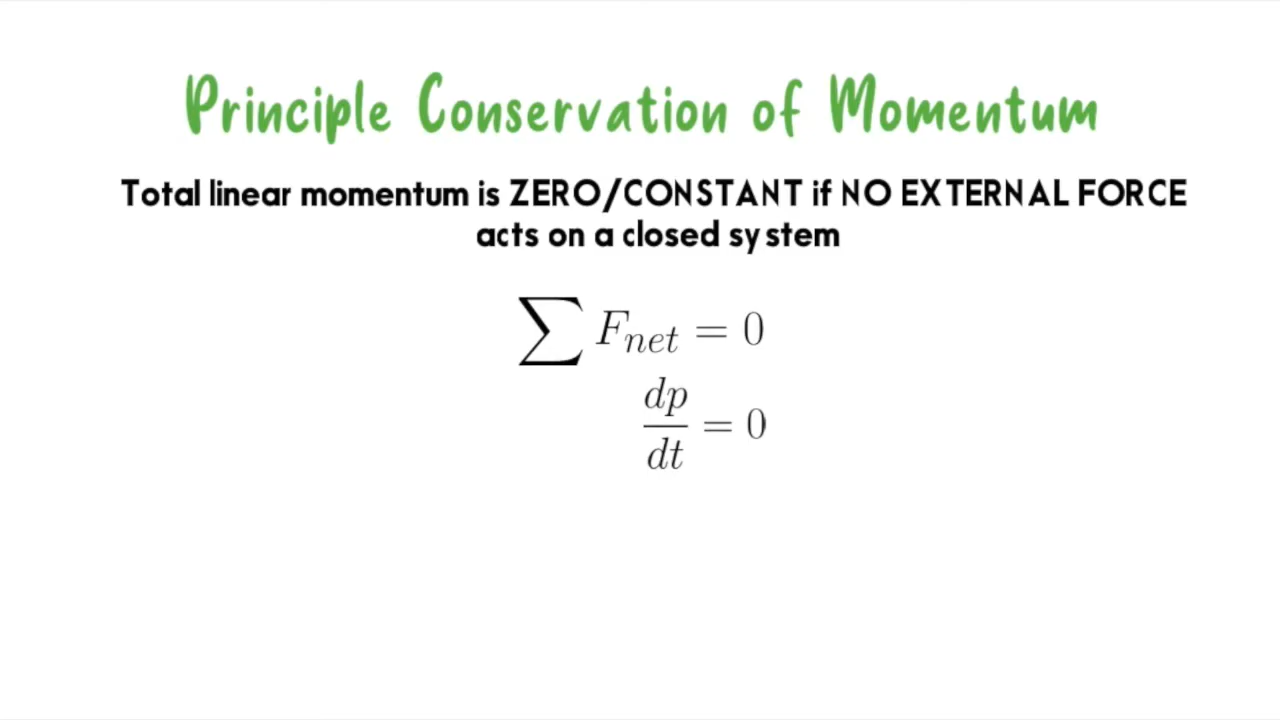 Principle Conservation of Momentum
Total linear momentum is ZERO/CONSTANT if NO EXTERNAL FORCE
acts on a closed system
∑ F_net = 0
dp/dt = 0